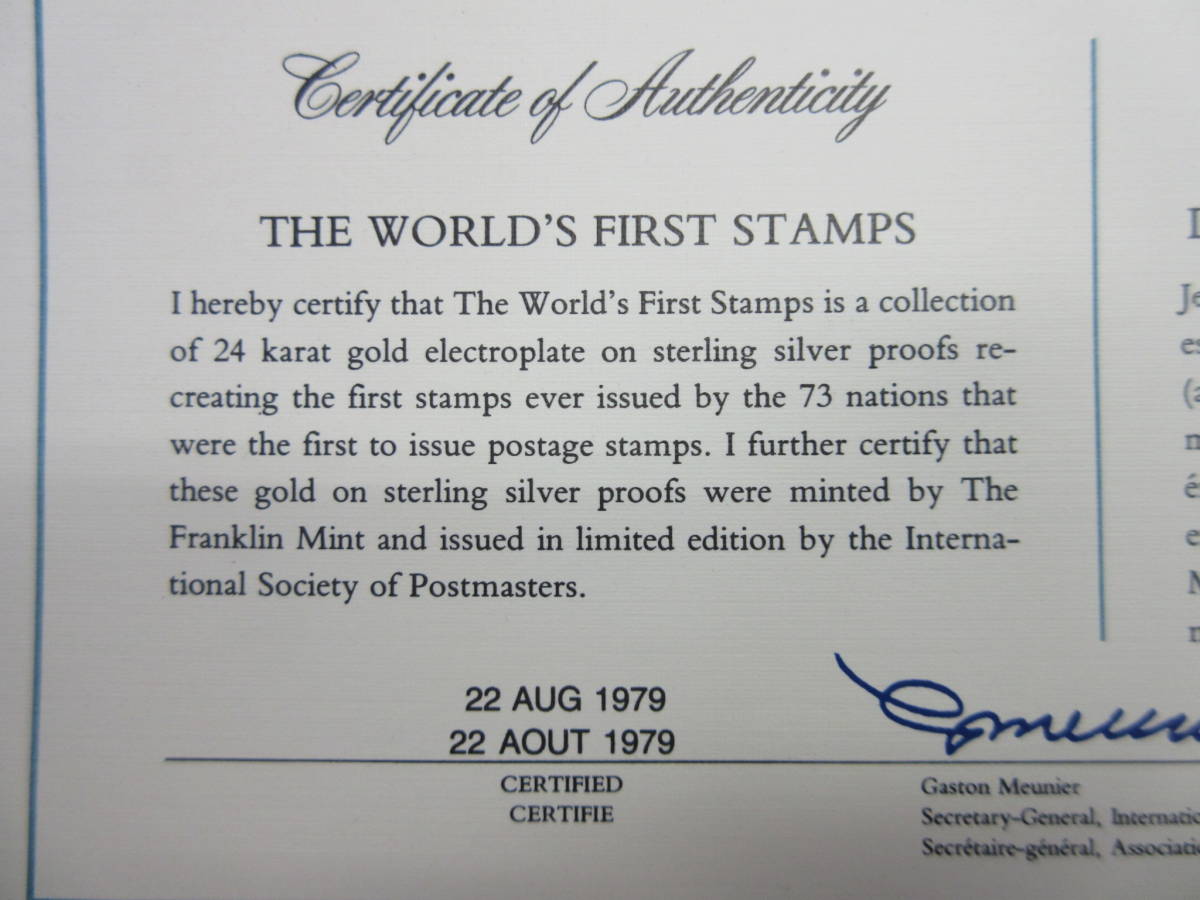 Certificate of Authenticity
THE WORLD'S FIRST STAMPS
I hereby certify that The World's First Stamps is a collection
of 24 karat gold electroplate on sterling silver proofs re-
creating the first stamps ever issued by the 73 nations that
were the first to issue postage stamps. I further certify that
these gold on sterling silver proofs were minted by The
Franklin Mint and issued in limited edition by the Interna-
tional Society of Postmasters.
22 AUG 1979
22 AOUT 1979
CERTIFIED
CERTIFIE
Gaston Meunier
Secretary-General,
Secrétaire-général,